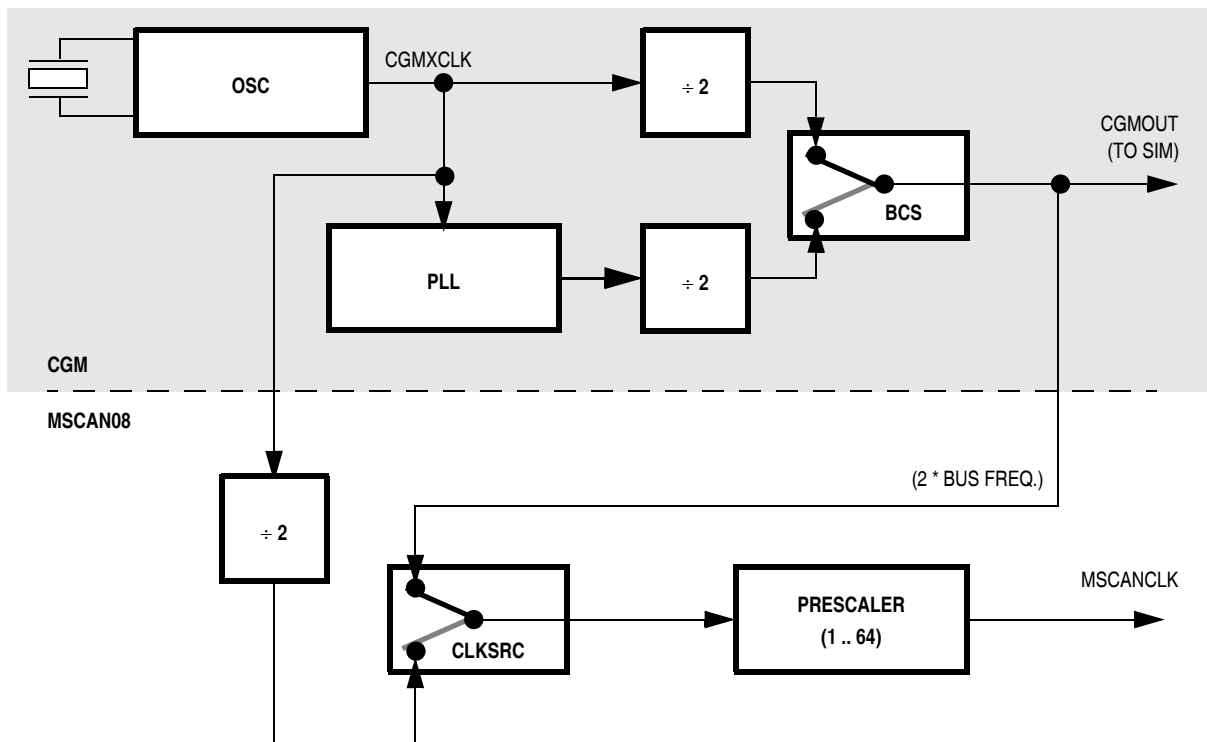 CGMXCLK
OSC
÷ 2
CGMOUT
(TO SIM)
BCS
PLL
÷ 2
CGM
MSCAN08
(2 * BUS FREQ.)
÷ 2
MSCANCLK
PRESCALER
(1 .. 64)
CLKSRC